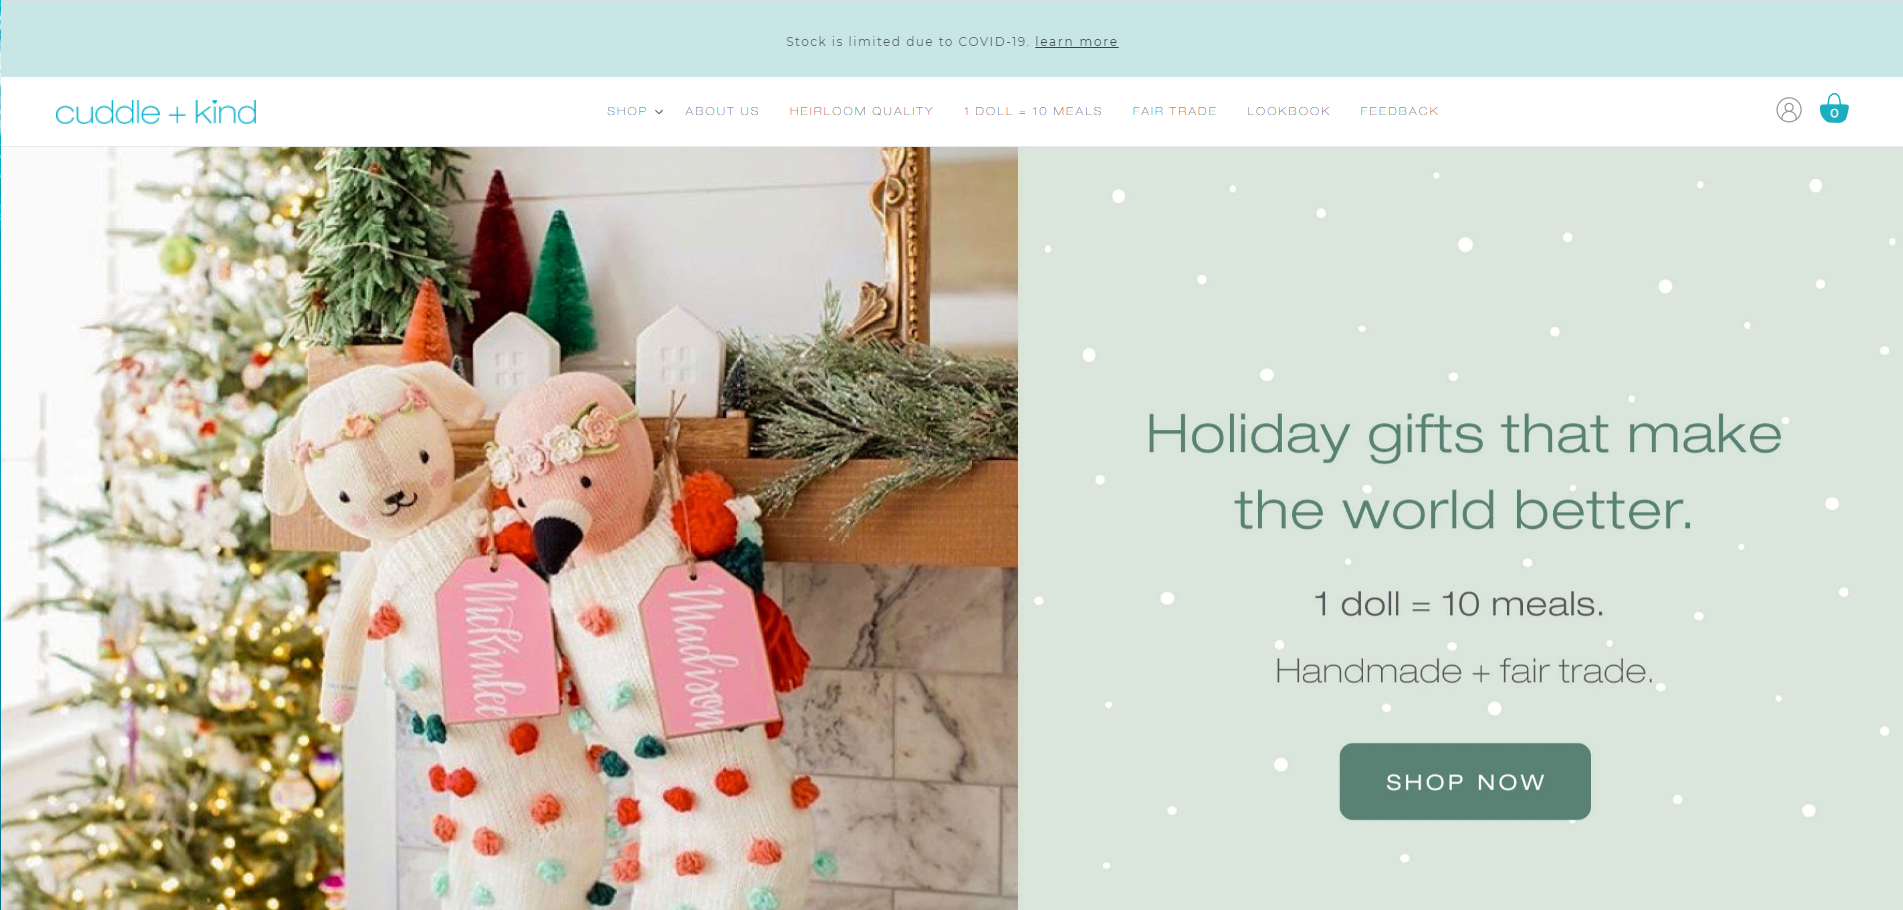 Stock is limited due to COVID-19. learn more
cuddle + kind
SHOP
ABOUT US
HEIRLOOM QUALITY
1 DOLL = 10 MEALS
FAIR TRADE
LOOKBOOK
FEEDBACK
0
McKinlee
Madison
Holiday gifts that make
the world better.
1 doll = 10 meals.
Handmade + fair trade.
SHOP NOW